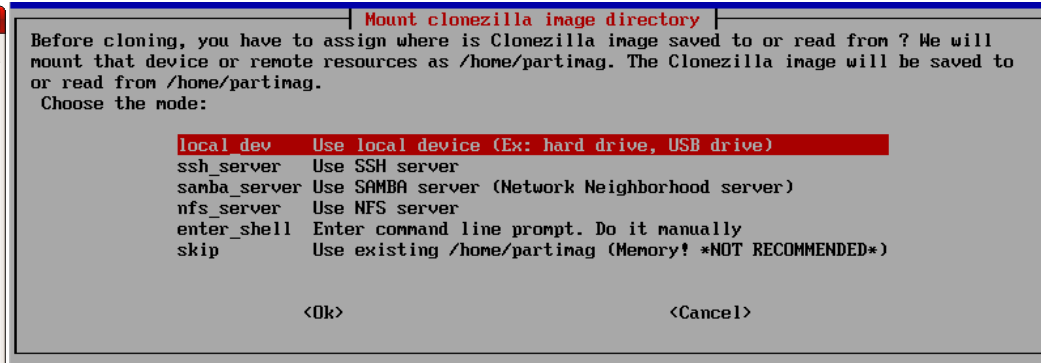 Mount clonezilla image directory
Before cloning, you have to assign where is Clonezilla image saved to or read from ? We will
mount that device or remote resources as /home/partimag. The Clonezilla image will be saved to
or read from /home/partimag.
Choose the mode:
local_dev Use local device (Ex: hard drive, USB drive)
ssh_server Use SSH server
samba_server Use SAMBA server (Network Neighborhood server)
nfs_server Use NFS server
enter_shell Enter command line prompt. Do it manually
skip Use existing /home/partimag (Memory! *NOT RECOMMENDED*)
<Ok> <Cancel>